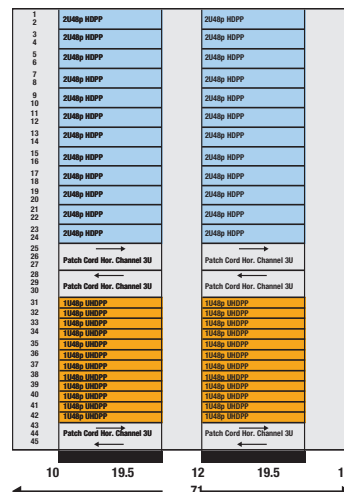 1
2 2U48p HDPP 2U48p HDPP
3 2U48p HDPP 2U48p HDPP
4
5 2U48p HDPP 2U48p HDPP
6
7
8 2U48p HDPP 2U48p HDPP
9
10 2U48p HDPP 2U48p HDPP
11
12 2U48p HDPP 2U48p HDPP
13
14 2U48p HDPP 2U48p HDPP
15
16 2U48p HDPP 2U48p HDPP
17
18 2U48p HDPP 2U48p HDPP
19
20 2U48p HDPP 2U48p HDPP
21
22 2U48p HDPP 2U48p HDPP
23
24 2U48p HDPP 2U48p HDPP
25
26 Patch Cord Hor. Channel 3U Patch Cord Hor. Channel 3U
27
28
29 Patch Cord Hor. Channel 3U Patch Cord Hor. Channel 3U
30
31 1U48p UHDPP 1U48p UHDPP
32 1U48p UHDPP 1U48p UHDPP
33 1U48p UHDPP 1U48p UHDPP
34 1U48p UHDPP 1U48p UHDPP
35 1U48p UHDPP 1U48p UHDPP
36 1U48p UHDPP 1U48p UHDPP
37 1U48p UHDPP 1U48p UHDPP
38 1U48p UHDPP 1U48p UHDPP
39 1U48p UHDPP 1U48p UHDPP
40 1U48p UHDPP 1U48p UHDPP
41 1U48p UHDPP 1U48p UHDPP
42 1U48p UHDPP 1U48p UHDPP
43
44 Patch Cord Hor. Channel 3U Patch Cord Hor. Channel 3U
45
10 19.5 12 19.5
71